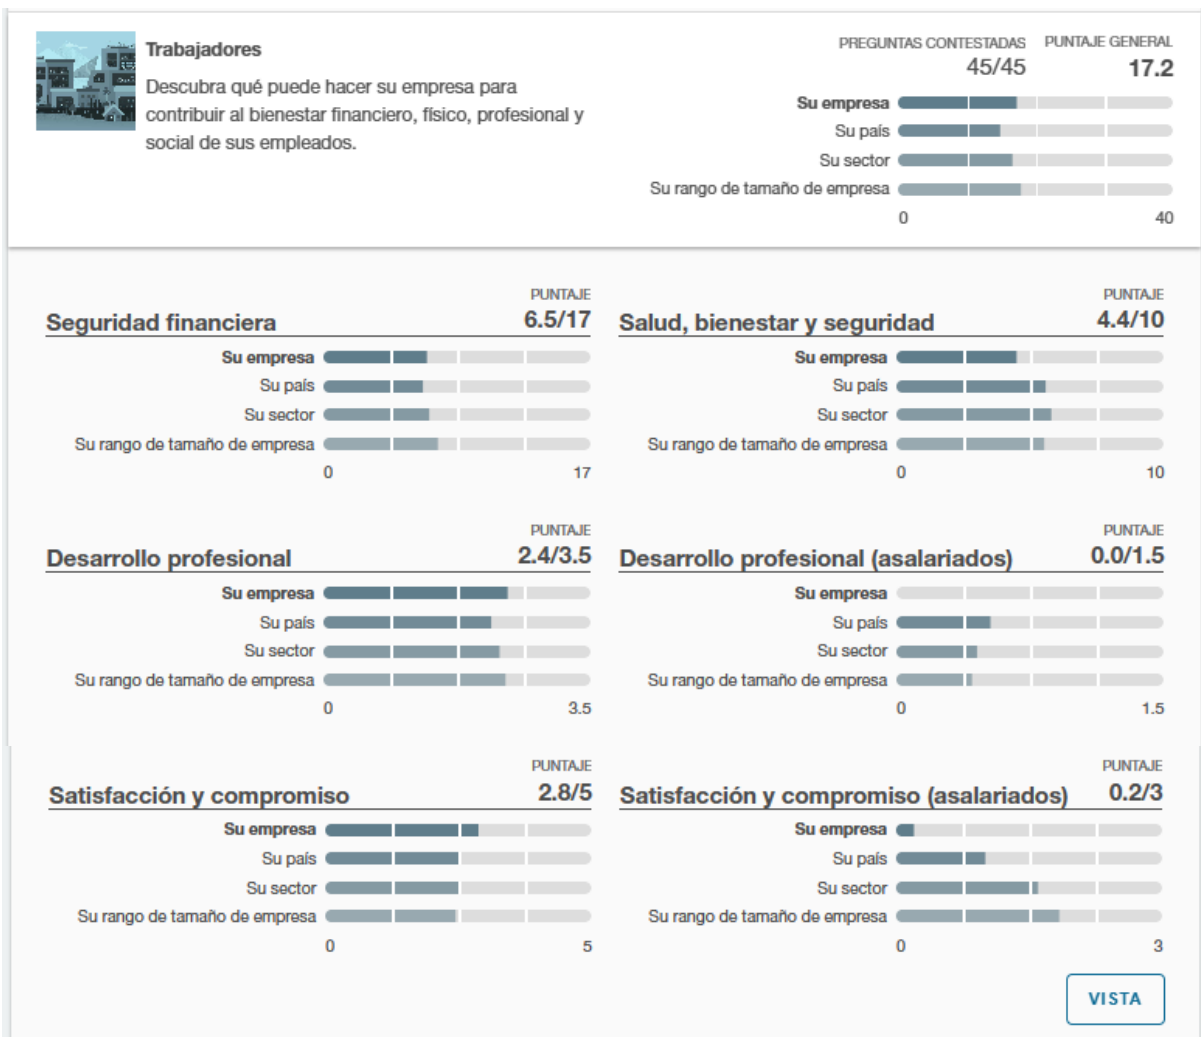 Trabajadores
Descubra qué puede hacer su empresa para
contribuir al bienestar financiero, físico, profesional y
social de sus empleados.
PREGUNTAS CONTESTADAS PUNTAJE GENERAL
45/45 17.2
Su empresa
Su país
Su sector
Su rango de tamaño de empresa
0 40
PUNTAJE
Seguridad financiera 6.5/17
Su empresa
Su país
Su sector
Su rango de tamaño de empresa
0 17
PUNTAJE
Salud, bienestar y seguridad 4.4/10
Su empresa
Su país
Su sector
Su rango de tamaño de empresa
0 10
PUNTAJE
Desarrollo profesional 2.4/3.5
Su empresa
Su país
Su sector
Su rango de tamaño de empresa
0 3.5
PUNTAJE
Desarrollo profesional (asalariados) 0.0/1.5
Su empresa
Su país
Su sector
Su rango de tamaño de empresa
0 1.5
PUNTAJE
Satisfacción y compromiso 2.8/5
Su empresa
Su país
Su sector
Su rango de tamaño de empresa
0 5
PUNTAJE
Satisfacción y compromiso (asalariados) 0.2/3
Su empresa
Su país
Su sector
Su rango de tamaño de empresa
0 3
VISTA